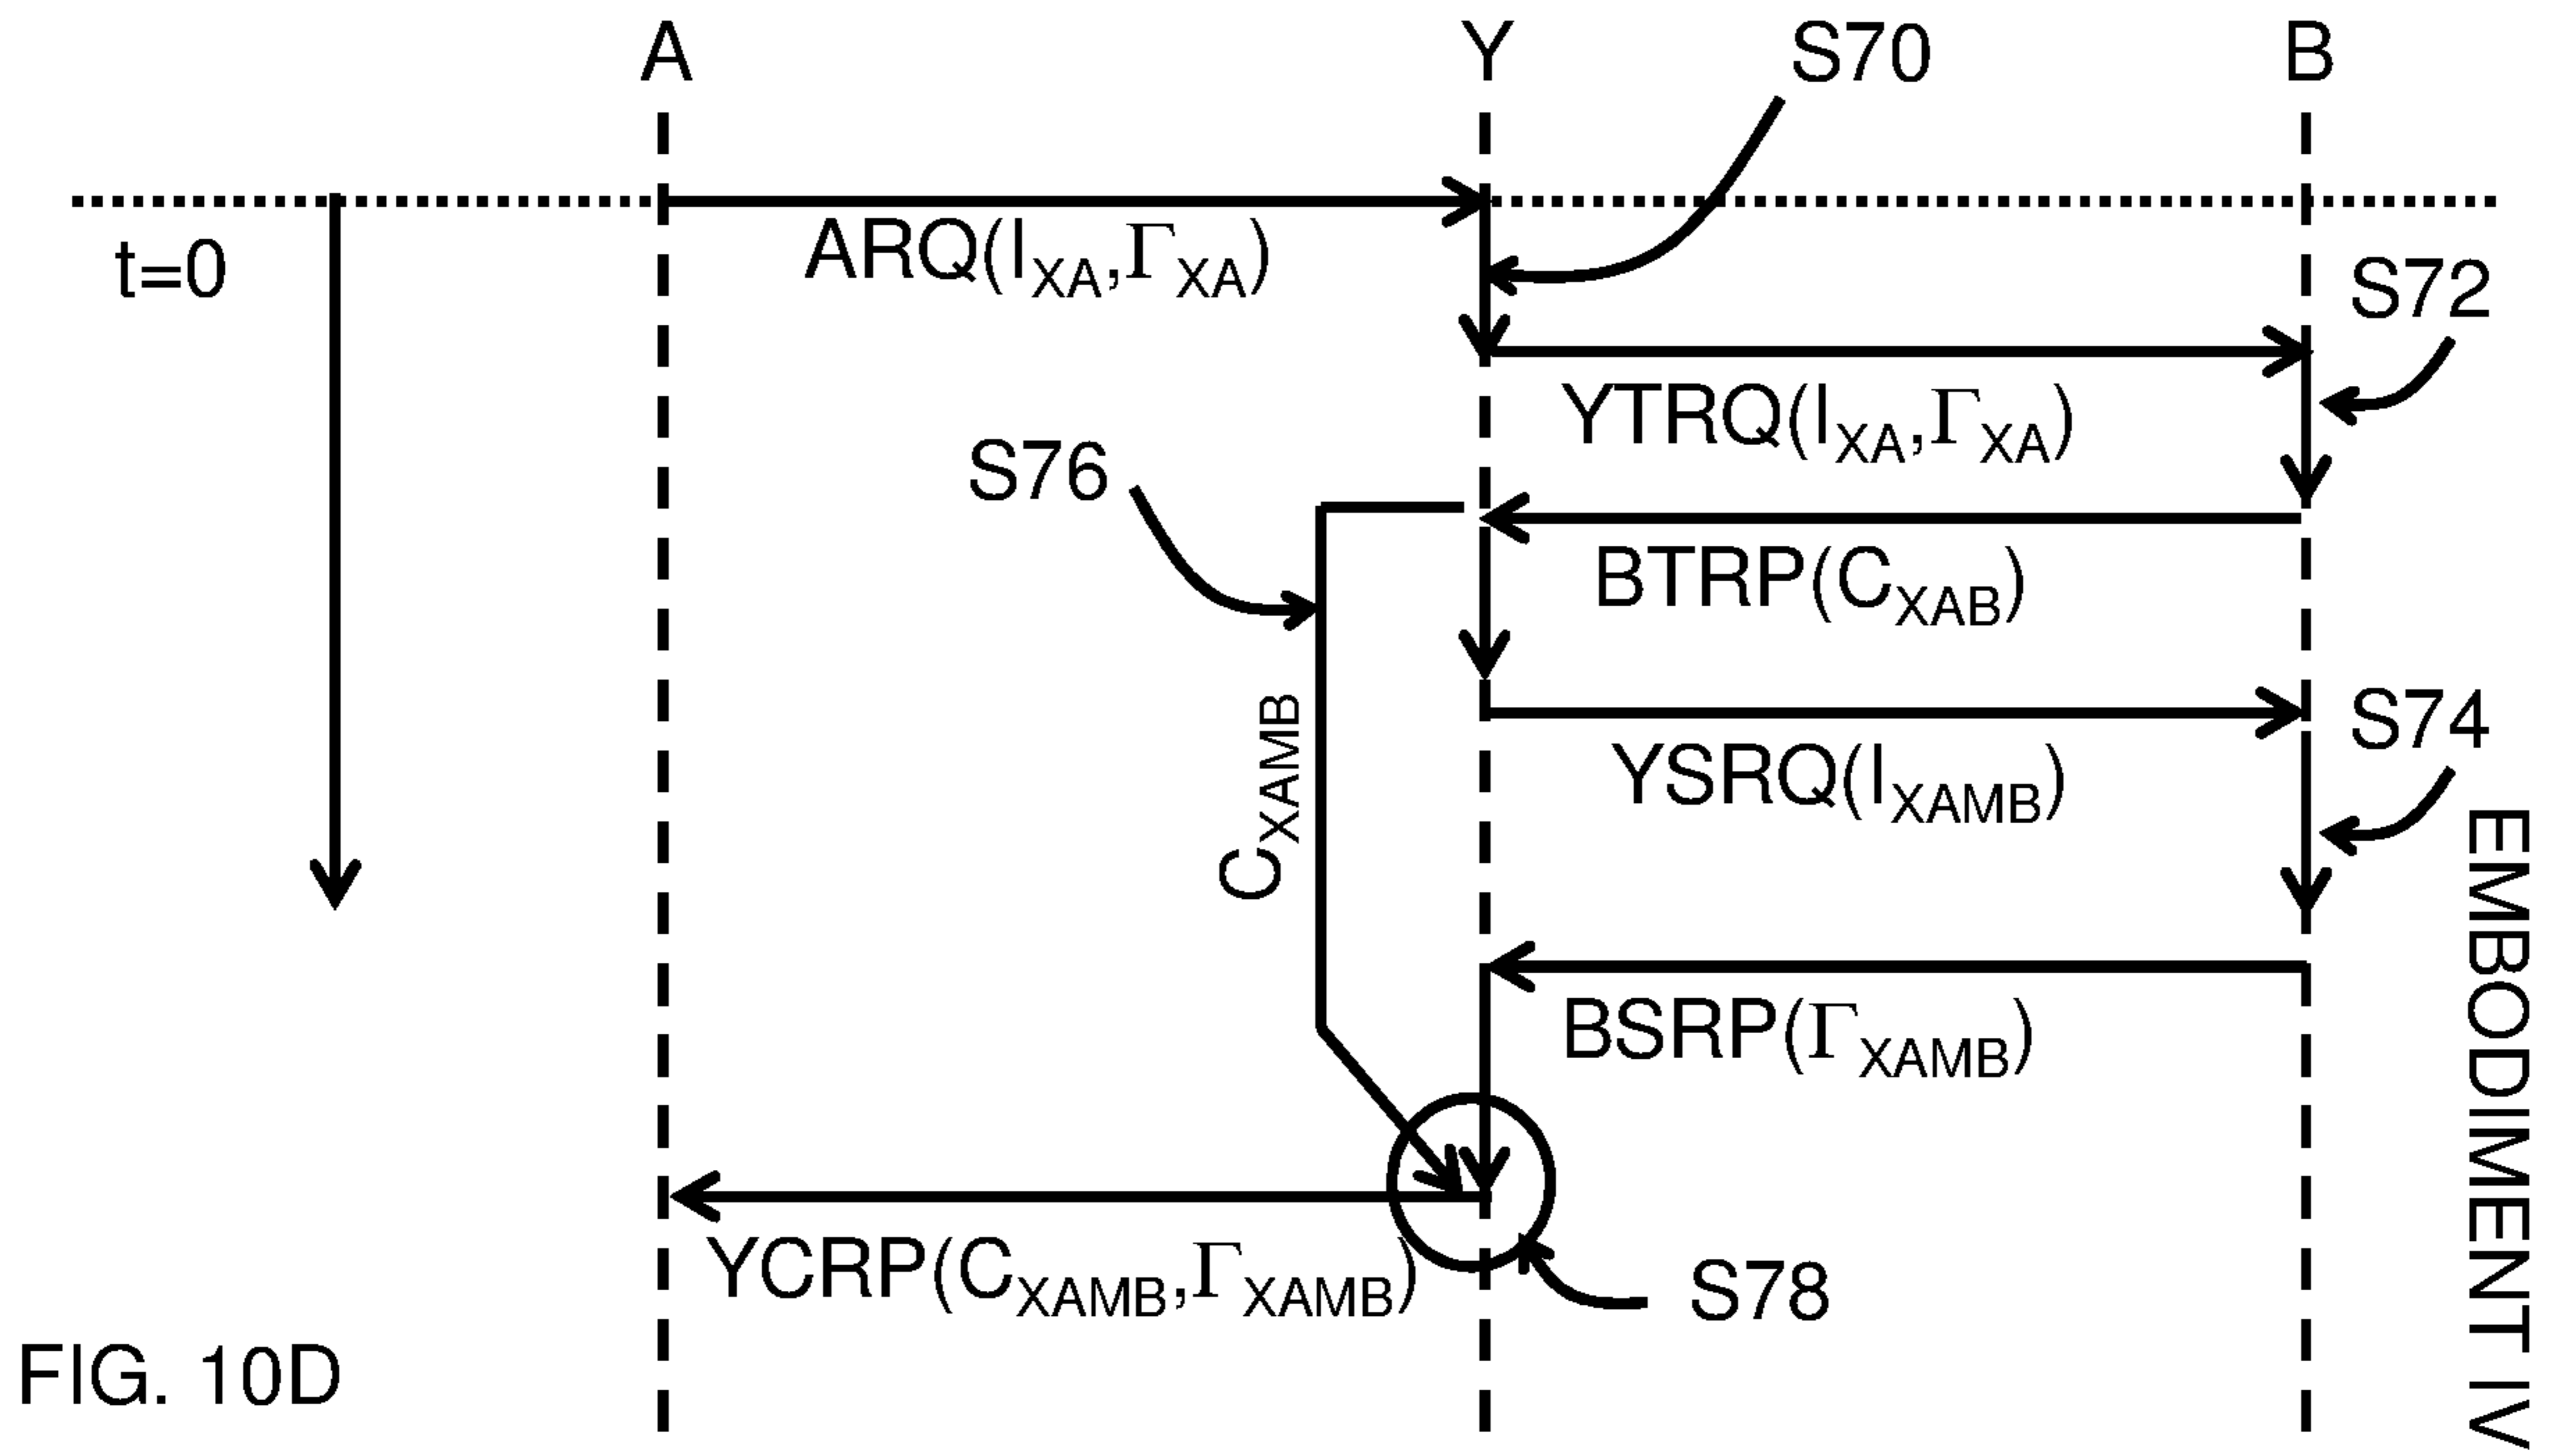 A
Y
B
S70
t=0
ARQ(I_XA,Γ_XA)
S72
YTRQ(I_XA,Γ_XA)
S76
BTRP(C_XAB)
C_XAMB
S74
YSRQ(I_XAMB)
BSRP(Γ_XAMB)
YCRP(C_XAMB,Γ_XAMB)
S78
EMBODIMENT IV
FIG. 10D